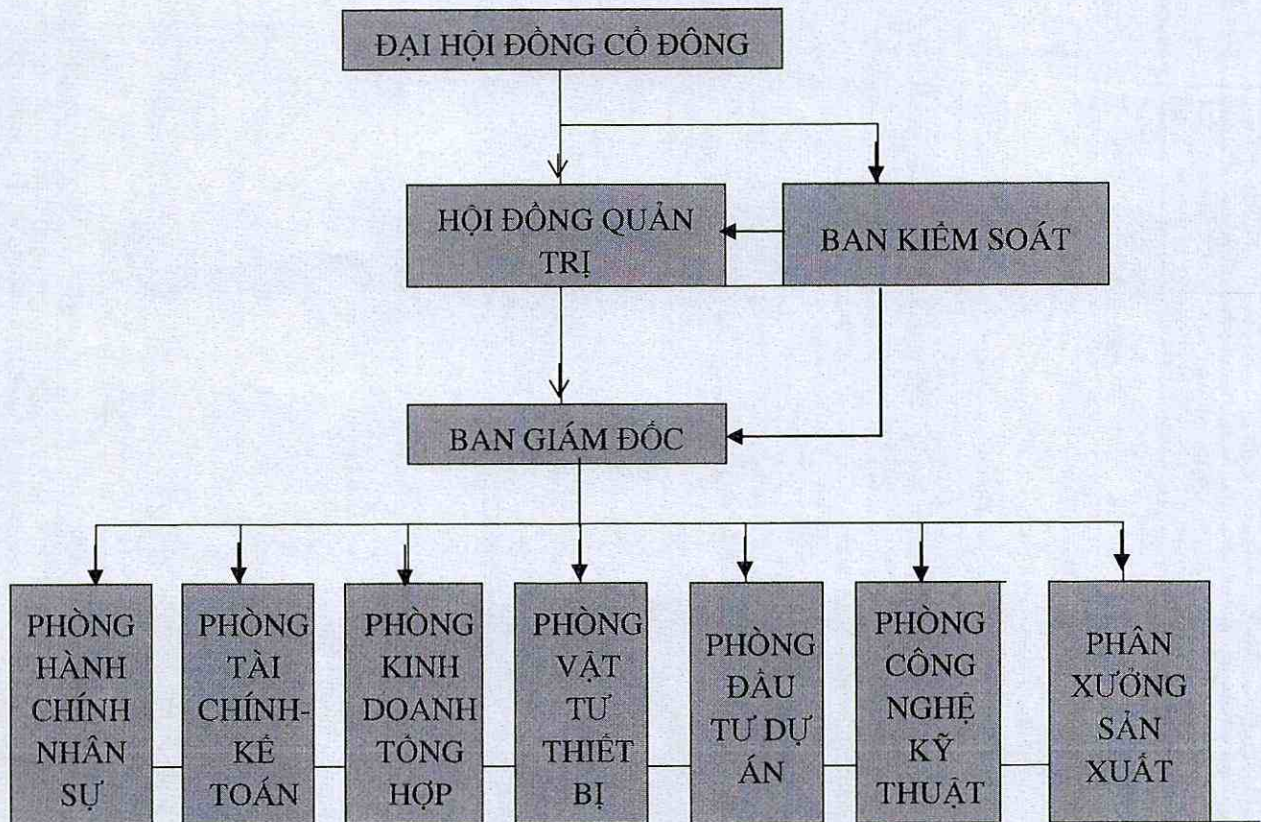 ĐẠI HỘI ĐỒNG CỔ ĐÔNG
HỘI ĐỒNG QUẢN
TRỊ
BAN KIỂM SOÁT
BAN GIÁM ĐỐC
PHÒNG
HÀNH
CHÍNH
NHÂN
SỰ
PHÒNG
TÀI
CHÍNH-
KẾ
TOÁN
PHÒNG
KINH
DOANH
TỔNG
HỢP
PHÒNG
VẬT
TƯ
THIẾT
BỊ
PHÒNG
ĐẦU
TƯ DỰ
ÁN
PHÒNG
CÔNG
NGHỆ
KỸ
THUẬT
PHÂN
XƯỞNG
SẢN
XUẤT